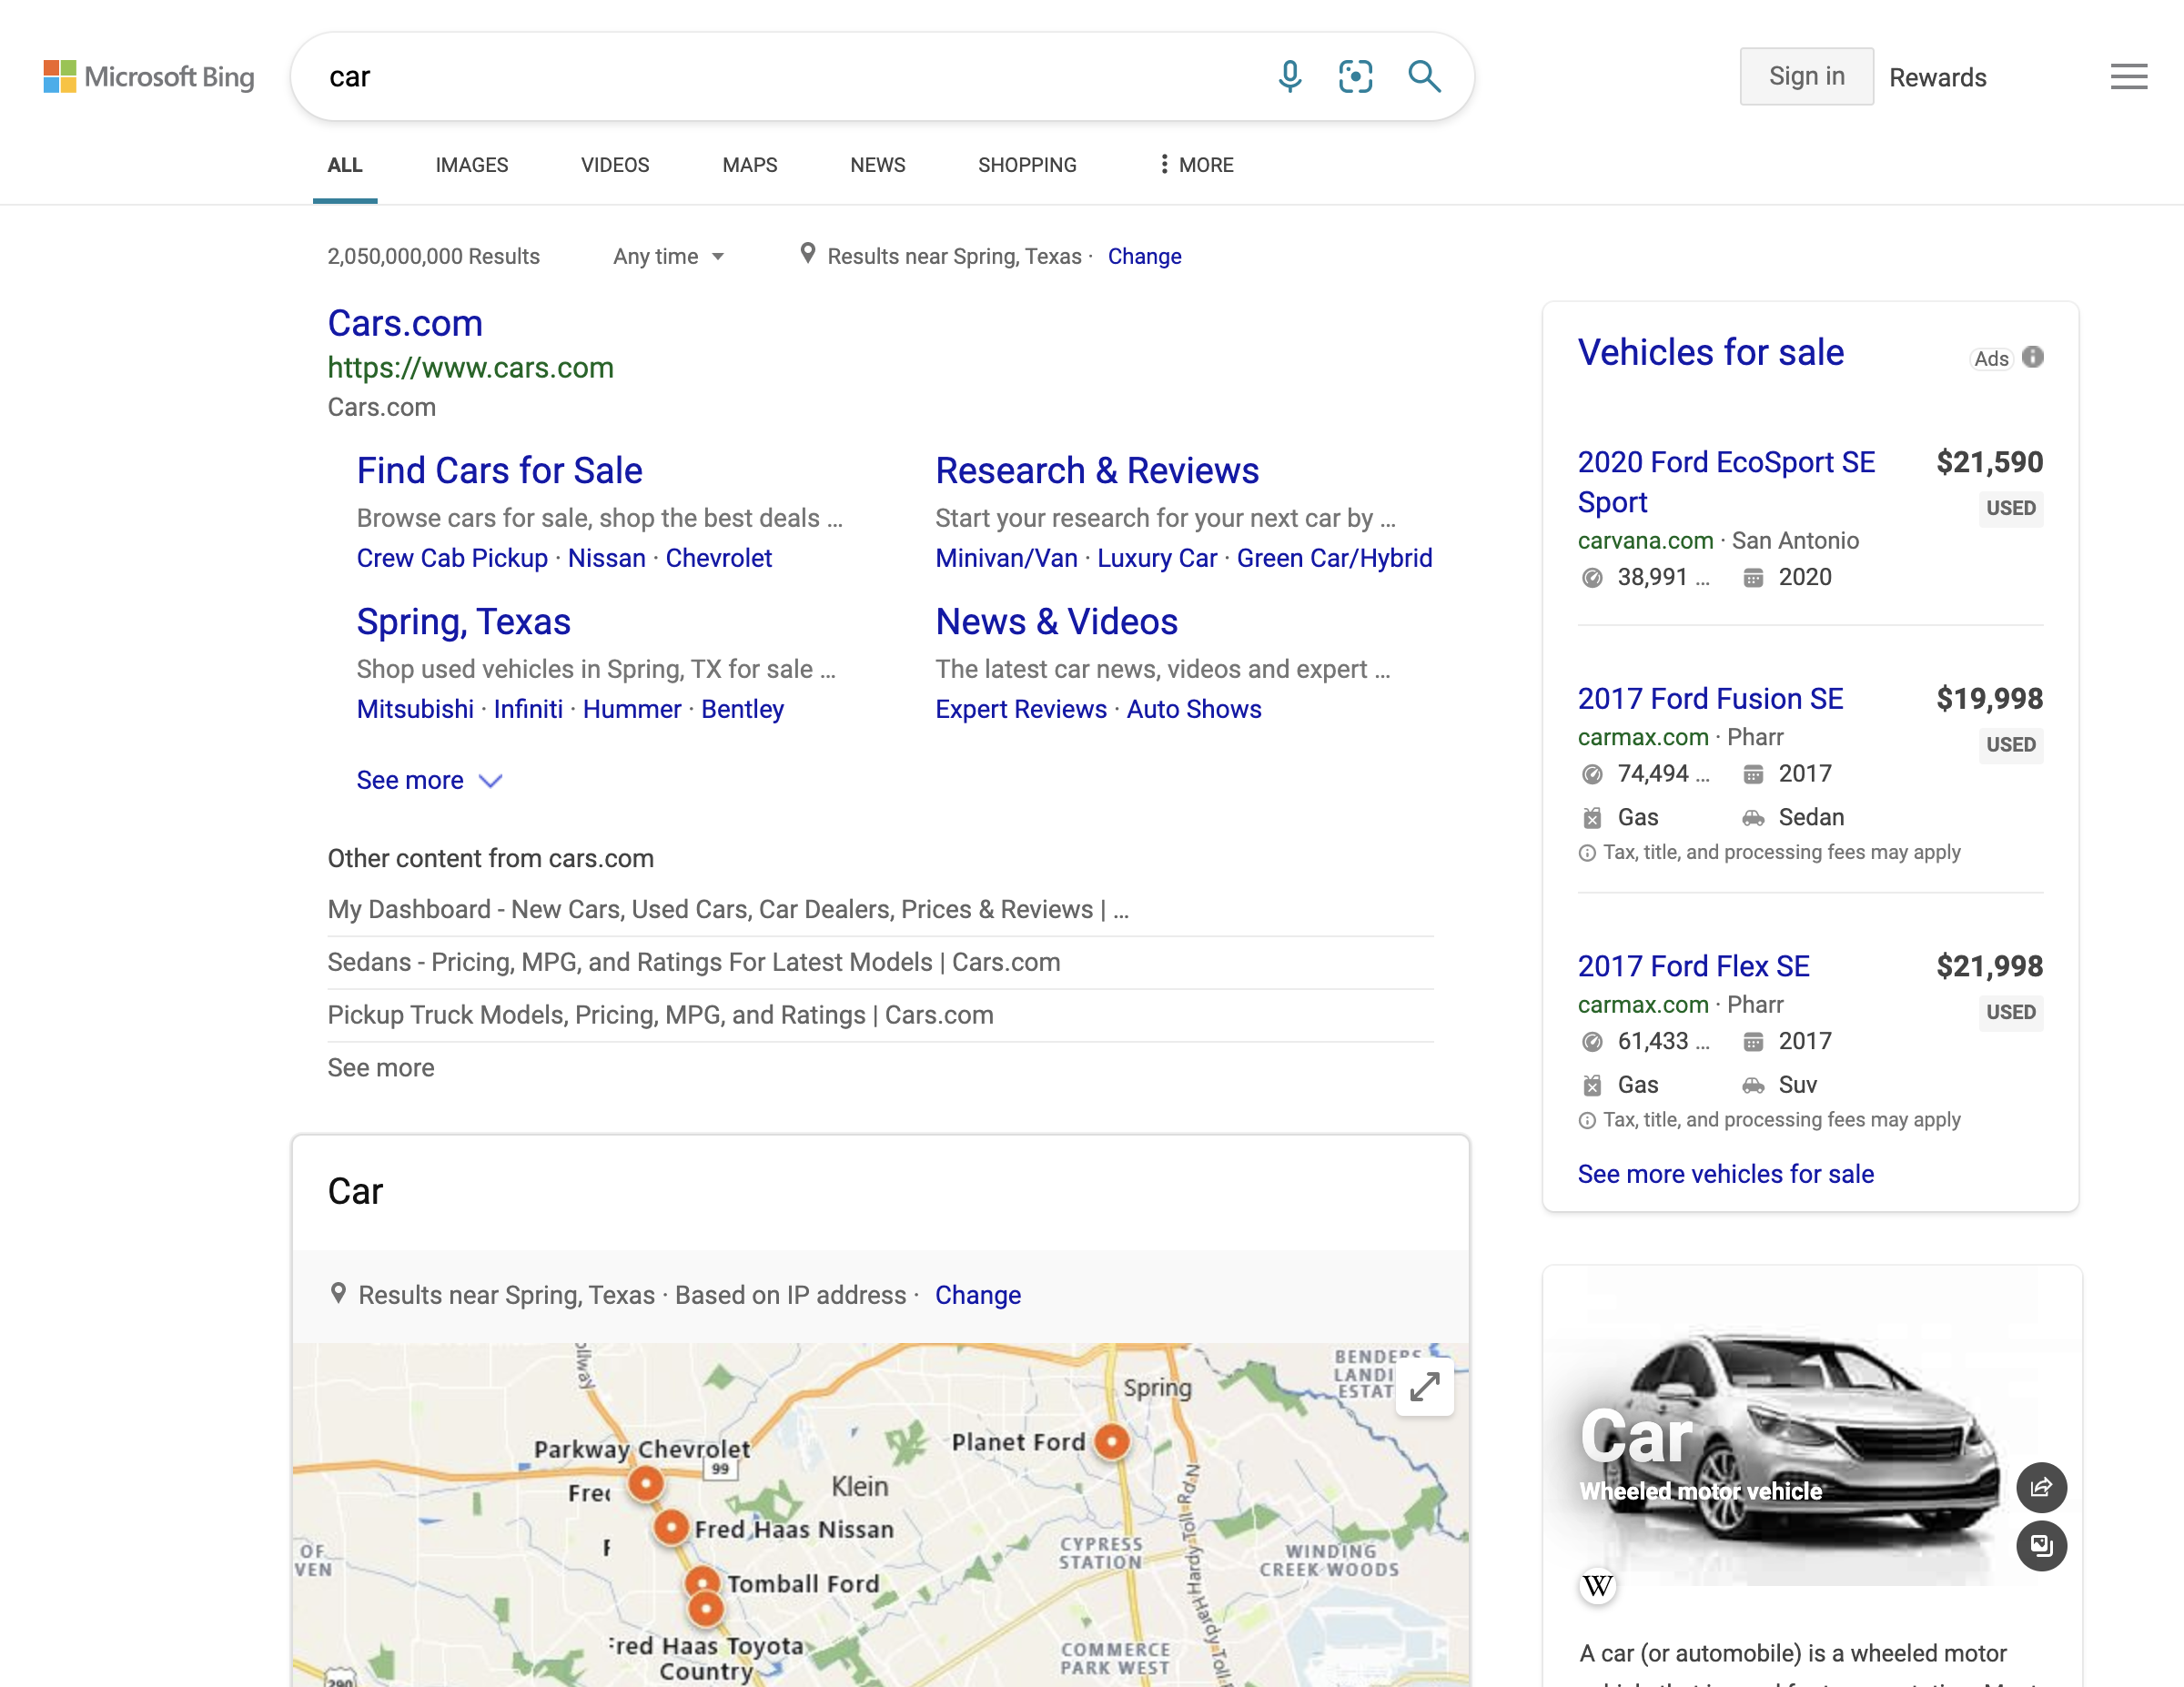 Microsoft Bing
car
Sign in
Rewards
ALL
IMAGES
VIDEOS
MAPS
NEWS
SHOPPING
MORE
2,050,000,000 Results
Any time
Results near Spring, Texas ·
Change
Cars.com
https://www.cars.com
Cars.com
Find Cars for Sale
Browse cars for sale, shop the best deals ...
Crew Cab Pickup · Nissan · Chevrolet
Research & Reviews
Start your research for your next car by ...
Minivan/Van · Luxury Car · Green Car/Hybrid
Spring, Texas
Shop used vehicles in Spring, TX for sale ...
Mitsubishi · Infiniti · Hummer · Bentley
News & Videos
The latest car news, videos and expert ...
Expert Reviews · Auto Shows
See more
Other content from cars.com
My Dashboard - New Cars, Used Cars, Car Dealers, Prices & Reviews | ...
Sedans - Pricing, MPG, and Ratings For Latest Models | Cars.com
Pickup Truck Models, Pricing, MPG, and Ratings | Cars.com
See more
Car
Results near Spring, Texas · Based on IP address ·
Change
Spring
Parkway Chevrolet
99
Planet Ford
Klein
Fred Haas Nissan
CYPRESS
STATION
WINDING
CREEK WOODS
Tomball Ford
Fred Haas Toyota
Country
COMMERCE
PARK WEST
Hardy Toll Rd N
Vehicles for sale
Ads
2020 Ford EcoSport SE
Sport
$21,590
USED
carvana.com · San Antonio
38,991 ...
2020
2017 Ford Fusion SE
$19,998
USED
carmax.com · Pharr
74,494 ...
2017
Gas
Sedan
Tax, title, and processing fees may apply
2017 Ford Flex SE
$21,998
USED
carmax.com · Pharr
61,433 ...
2017
Gas
Suv
Tax, title, and processing fees may apply
See more vehicles for sale
Car
Wheeled motor vehicle
W
A car (or automobile) is a wheeled motor